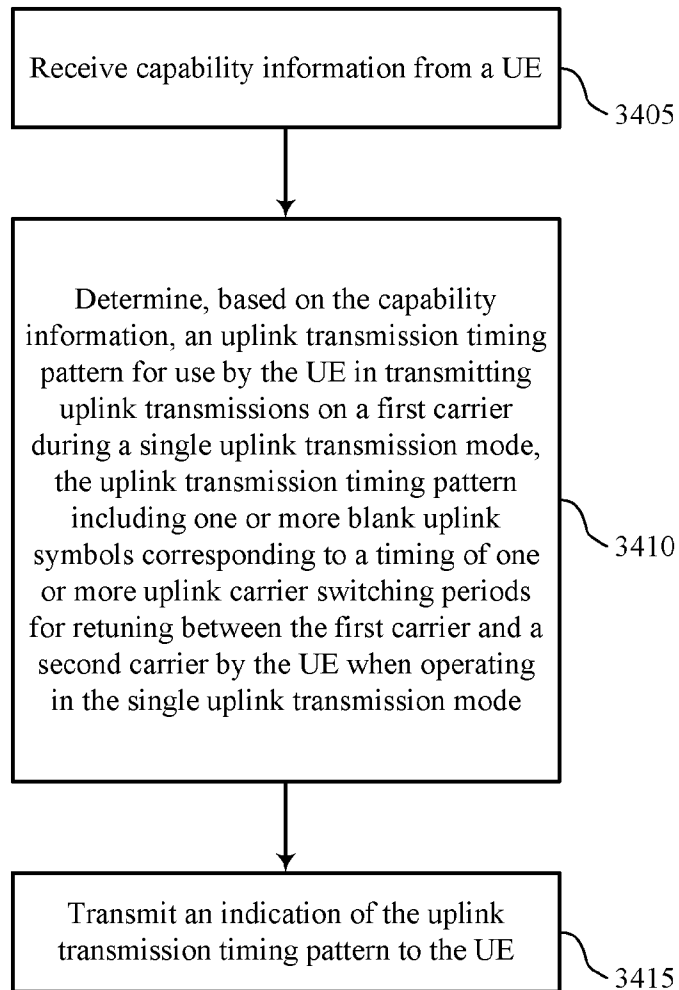 Receive capability information from a UE
3405
Determine, based on the capability
information, an uplink transmission timing
pattern for use by the UE in transmitting
uplink transmissions on a first carrier
during a single uplink transmission mode,
the uplink transmission timing pattern
including one or more blank uplink
symbols corresponding to a timing of one
or more uplink carrier switching periods
for retuning between the first carrier and a
second carrier by the UE when operating
in the single uplink transmission mode
3410
Transmit an indication of the uplink
transmission timing pattern to the UE
3415